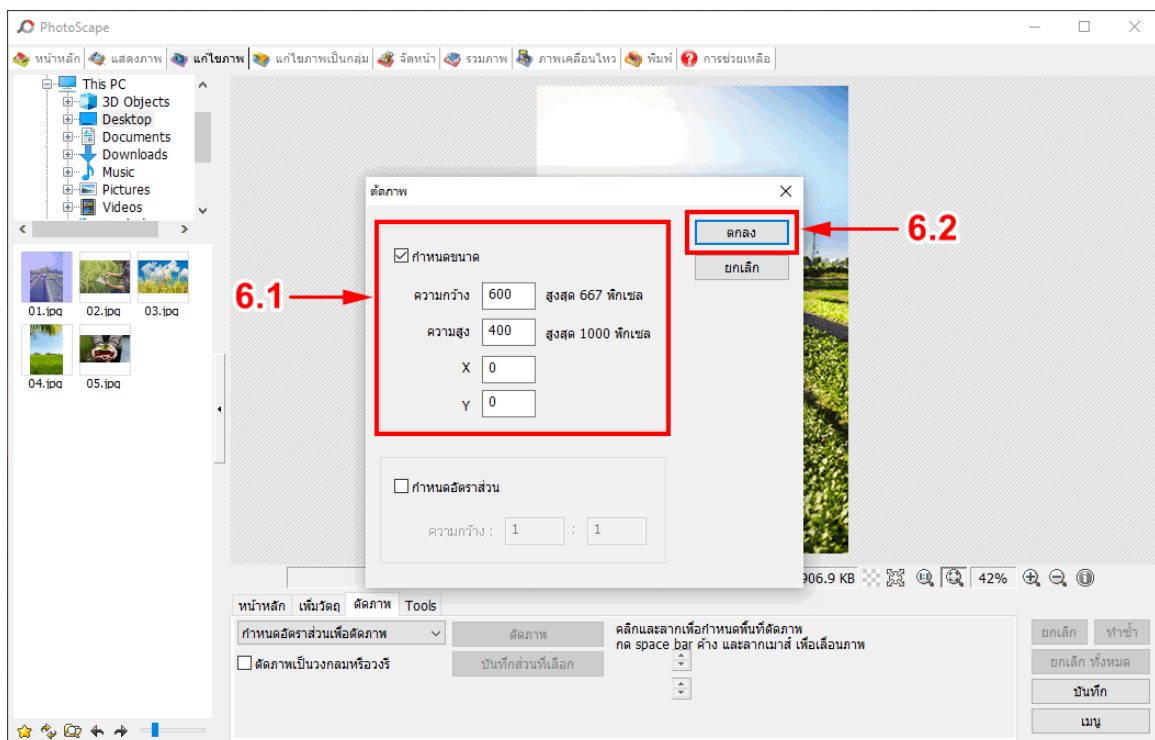 PhotoScape
หน้าหลัก แสดงภาพ แก้ไขภาพ แก้ไขภาพเป็นกลุ่ม จัดหน้า รวมภาพ ภาพเคลื่อนไหว พิมพ์ การช่วยเหลือ
This PC
3D Objects
Desktop
Documents
Downloads
Music
Pictures
Videos
01.jpg 02.jpg 03.jpg
04.jpg 05.jpg
ตัดภาพ
6.1
กำหนดขนาด
ความกว้าง 600 สูงสุด 667 พิกเซล
ความสูง 400 สูงสุด 1000 พิกเซล
X 0
Y 0
ตกลง
6.2
ยกเลิก
กำหนดอัตราส่วน
ความกว้าง : 1 : 1
906.9 KB 42%
หน้าหลัก เพิ่มวัตถุ ตัดภาพ Tools
กำหนดอัตราส่วนเพื่อตัดภาพ ตัดภาพ
ตัดภาพเป็นวงกลมหรือวงรี บันทึกส่วนที่เลือก
คลิกและลากเพื่อกำหนดพื้นที่ตัดภาพ
กด space bar ค้าง และลากเมาส์ เพื่อเลื่อนภาพ
ยกเลิก ทำซ้ำ
ยกเลิก ทั้งหมด
บันทึก
เมนู